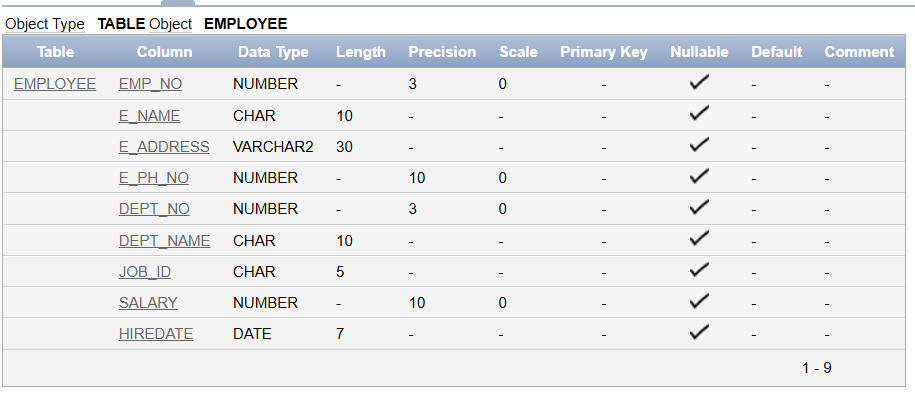 Object Type TABLE Object EMPLOYEE
Table Column Data Type Length Precision Scale Primary Key Nullable Default Comment
EMPLOYEE EMP_NO NUMBER - 3 0 - ✓ - -
E_NAME CHAR 10 - - - ✓ - -
E_ADDRESS VARCHAR2 30 - - - ✓ - -
E_PH_NO NUMBER - 10 0 - ✓ - -
DEPT_NO NUMBER - 3 0 - ✓ - -
DEPT_NAME CHAR 10 - - - ✓ - -
JOB_ID CHAR 5 - - - ✓ - -
SALARY NUMBER - 10 0 - ✓ - -
HIREDATE DATE 7 - - - ✓ - -
1 - 9